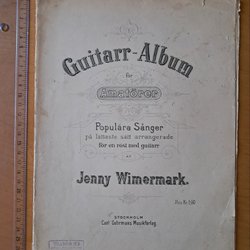 Guitarr-Album
för
Amatörer
Populära Sånger
på lättaste sätt arrangerade
för en röst med guitarr
af
Jenny Wimermark.
STOCKHOLM
Carl Gehrmans Musikförlag.